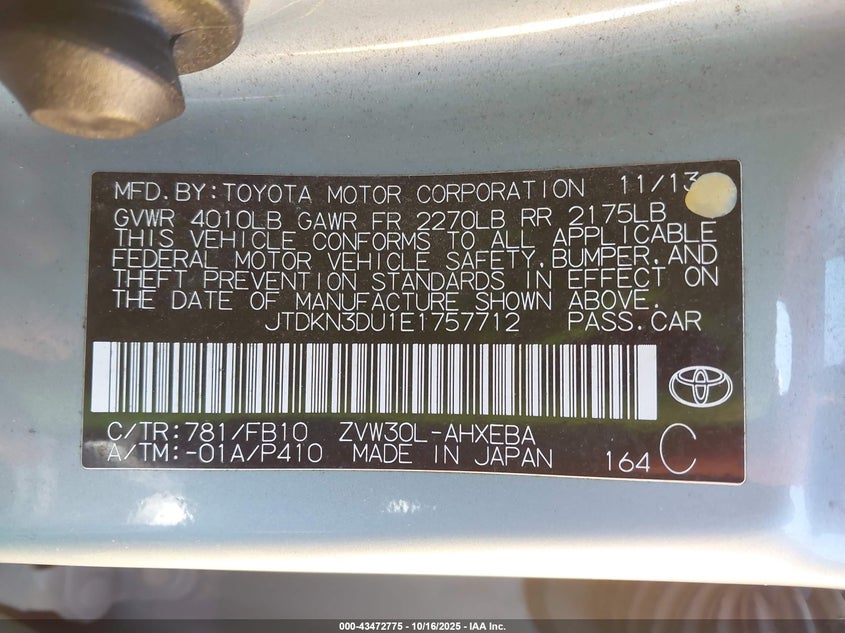 MFD. BY: TOYOTA MOTOR CORPORATION 11/13
GVWR 4010LB GAWR FR 2270LB RR 2175LB
THIS VEHICLE CONFORMS TO ALL APPLICABLE
FEDERAL MOTOR VEHICLE SAFETY, BUMPER, AND
THEFT PREVENTION STANDARDS IN EFFECT ON
THE DATE OF MANUFACTURE SHOWN ABOVE.
JTDKN3DU1E1757712 PASS. CAR
C/TR: 781/FB10 ZVW30L-AHXEBA
A/TM: -01A/P410 MADE IN JAPAN 164 C
000-43472775 - 10/16/2025 - IAA Inc.